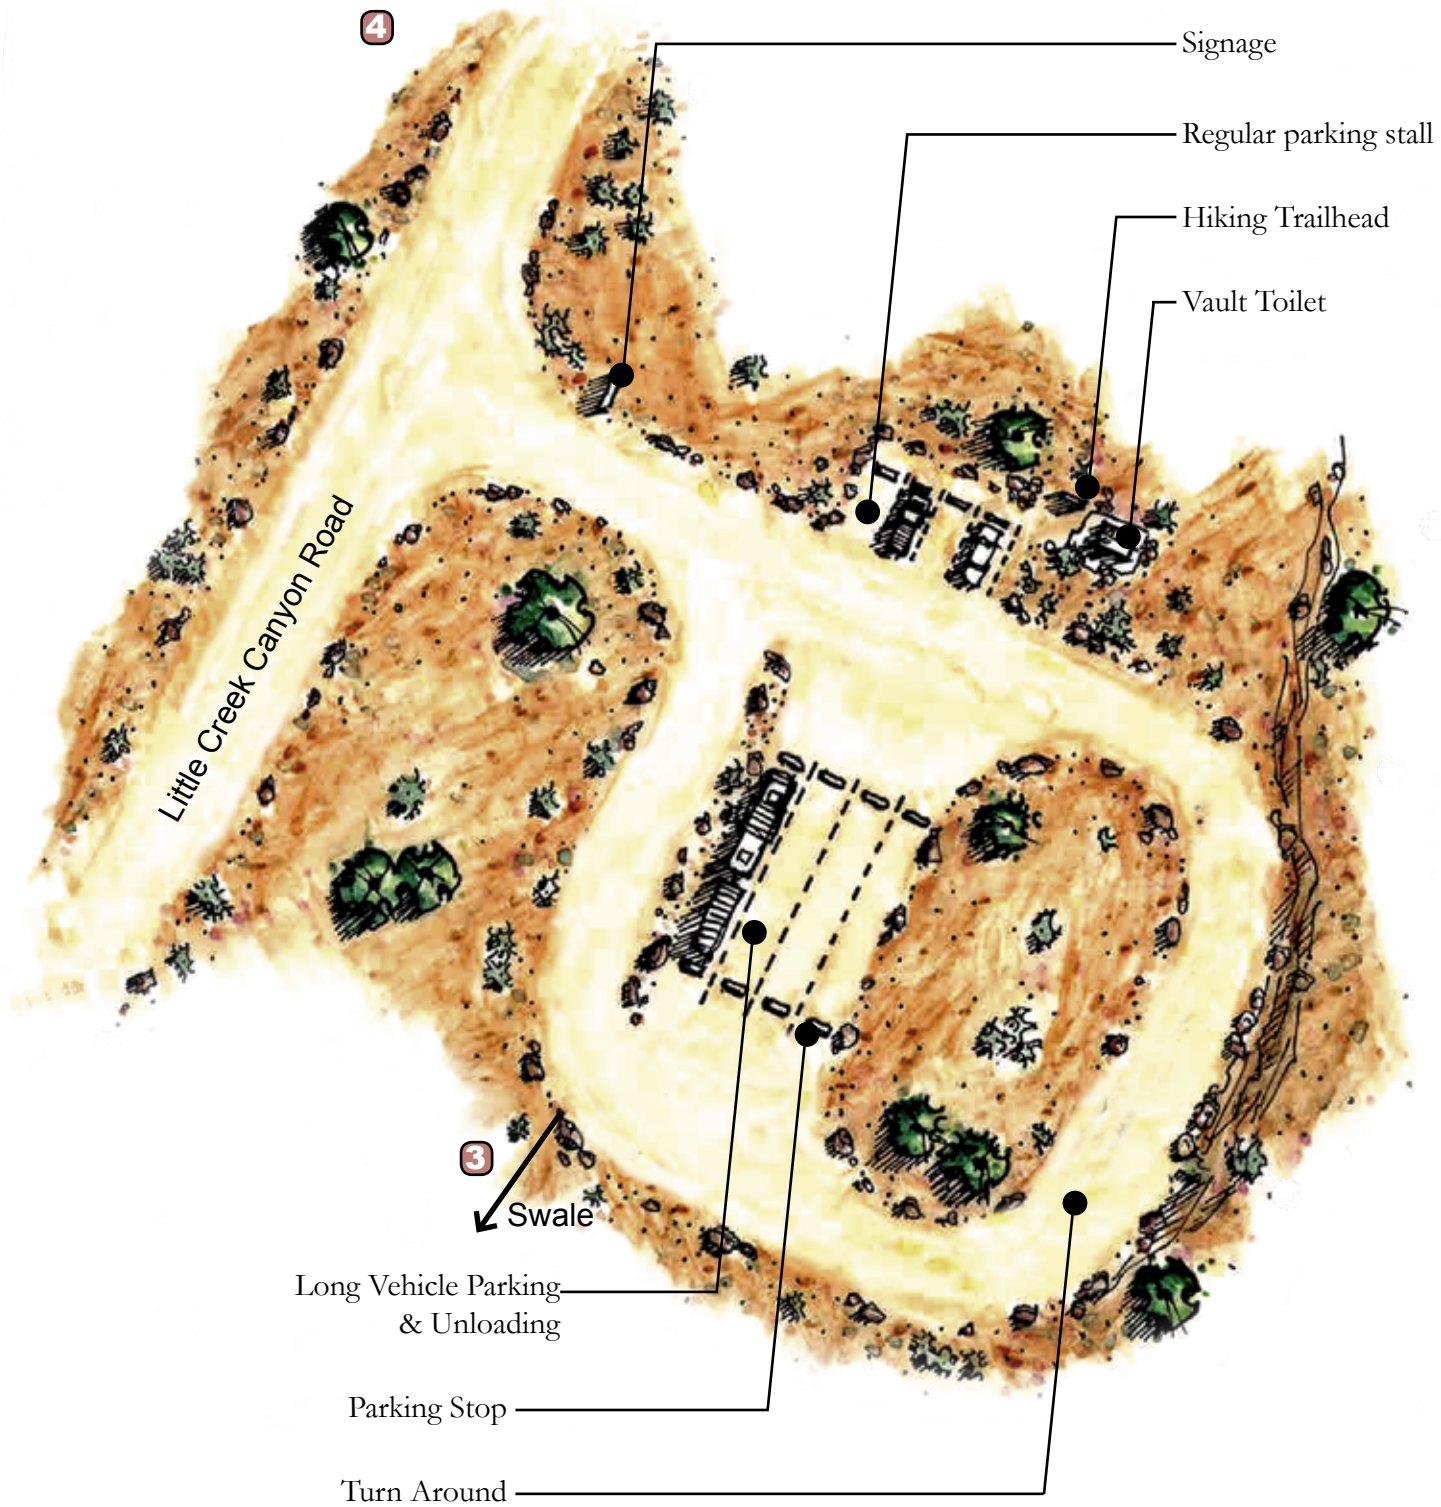 4
Signage
Regular parking stall
Hiking Trailhead
Vault Toilet
Little Creek Canyon Road
3
Swale
Long Vehicle Parking
& Unloading
Parking Stop
Turn Around